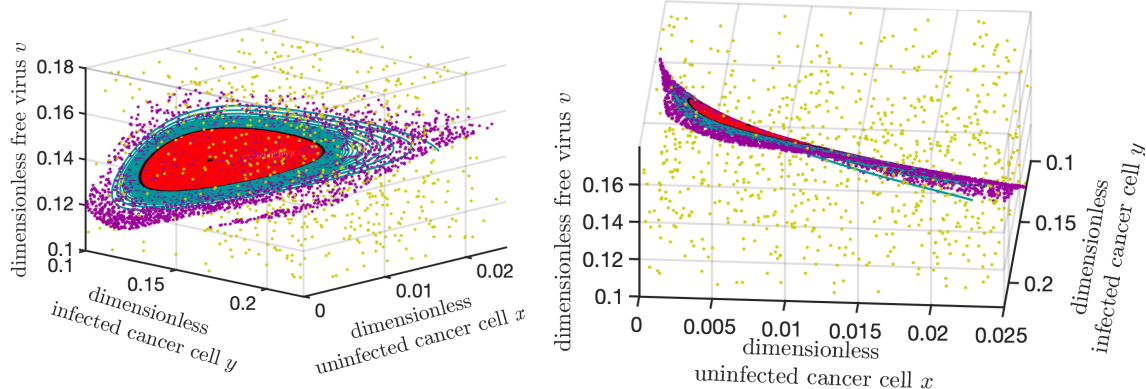 dimensionless free virus v
0.18
0.16
0.14
0.12
0.1
0.1
0.15
0.2
0
0.01
0.02
dimensionless
infected cancer cell y
dimensionless
uninfected cancer cell x
dimensionless free virus v
0.16
0.14
0.12
0.1
0
0.005
0.01
0.015
0.02
0.025
0.1
0.15
0.2
dimensionless
uninfected cancer cell x
dimensionless
infected cancer cell y